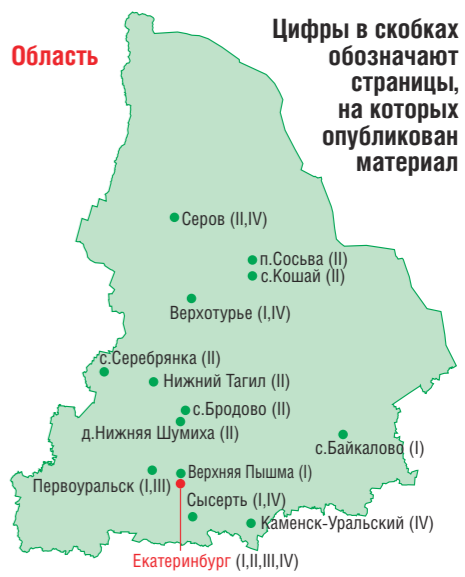 Область
Цифры в скобках
обозначают
страницы,
на которых
опубликован
материал
Серов (II,IV)
п.Сосьва (II)
с.Кошай (II)
Верхотурье (I,IV)
с.Серебрянка (II)
Нижний Тагил (II)
с.Бродово (II)
д.Нижняя Шумиха (II)
с.Байкалово (I)
Верхняя Пышма (I)
Первоуральск (I,III)
Сысерть (I,IV)
Каменск-Уральский (IV)
Екатеринбург (I,II,III,IV)